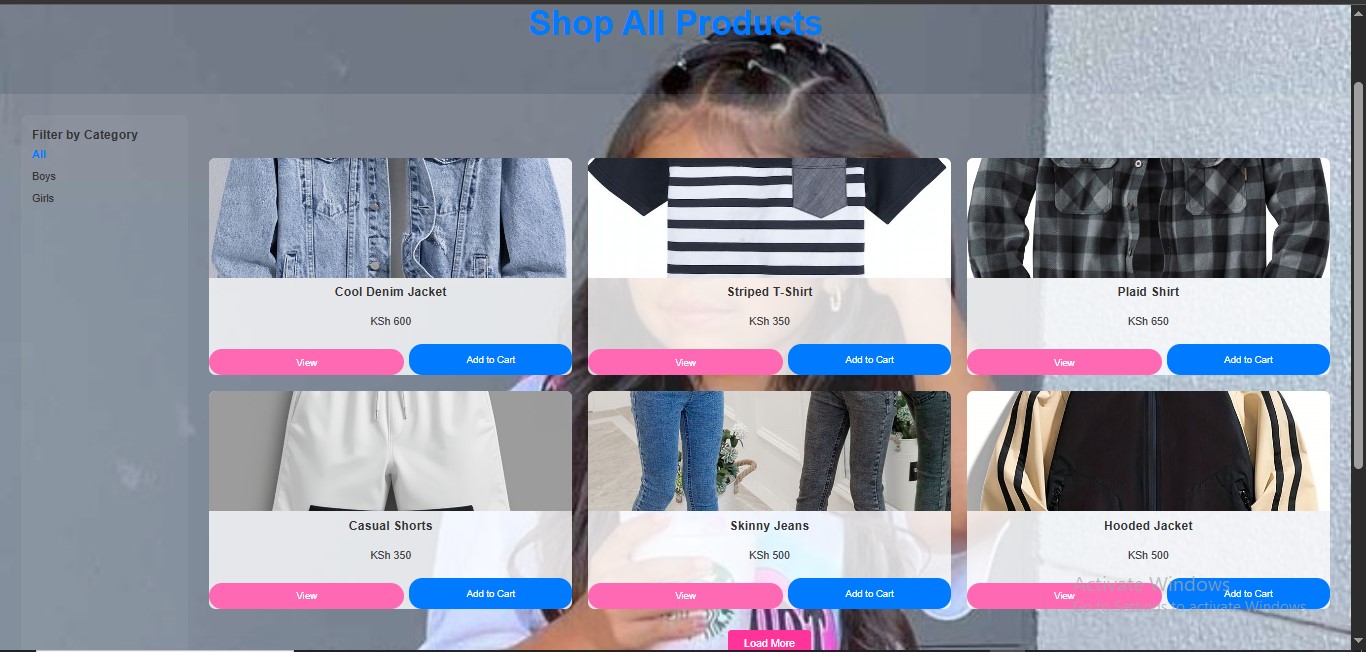 Shop All Products
Filter by Category
All
Boys
Girls
Cool Denim Jacket
KSh 600
View
Add to Cart
Striped T-Shirt
KSh 350
View
Add to Cart
Plaid Shirt
KSh 650
View
Add to Cart
Casual Shorts
KSh 350
View
Add to Cart
Skinny Jeans
KSh 500
View
Add to Cart
Hooded Jacket
KSh 500
View
Add to Cart
Activate Windows
to activate Windows.
Load More